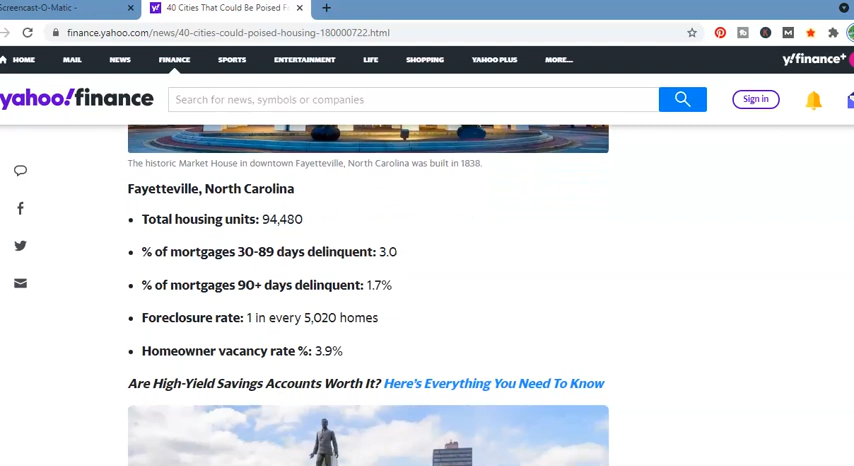 Screencast-O-Matic -
40 Cities That Could Be Poised F
finance.yahoo.com/news/40-cities-could-poised-housing-180000722.html
HOME MAIL NEWS FINANCE SPORTS ENTERTAINMENT LIFE SHOPPING YAHOO PLUS MORE... y!finance+
yahoo!finance
Search for news, symbols or companies
Sign in
The historic Market House in downtown Fayetteville, North Carolina was built in 1838.
Fayetteville, North Carolina
• Total housing units: 94,480
• % of mortgages 30-89 days delinquent: 3.0
• % of mortgages 90+ days delinquent: 1.7%
• Foreclosure rate: 1 in every 5,020 homes
• Homeowner vacancy rate %: 3.9%
Are High-Yield Savings Accounts Worth It? Here's Everything You Need To Know